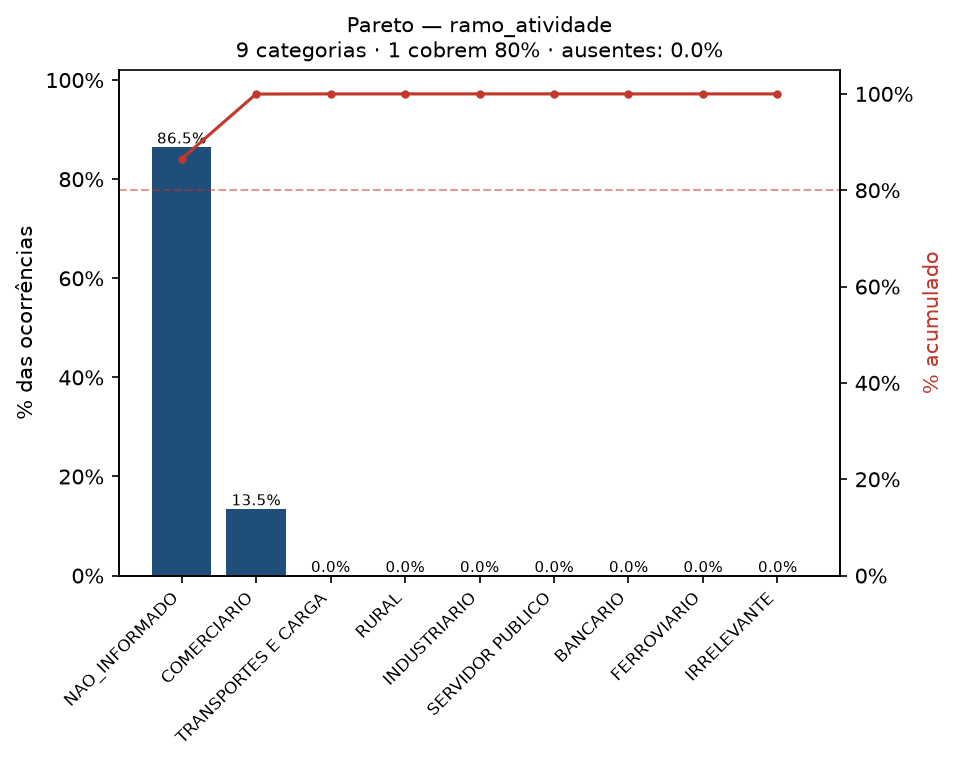 Pareto — ramo_atividade
9 categorias · 1 cobrem 80% · ausentes: 0.0%
100%
80%
60%
40%
20%
0%
% das ocorrências
86.5%
13.5%
0.0%
0.0%
0.0%
0.0%
0.0%
0.0%
0.0%
100%
80%
60%
40%
20%
0%
% acumulado
NAO_INFORMADO
COMERCIARIO
TRANSPORTES E CARGA
RURAL
INDUSTRIARIO
SERVIDOR PUBLICO
BANCARIO
FERROVIARIO
IRRELEVANTE